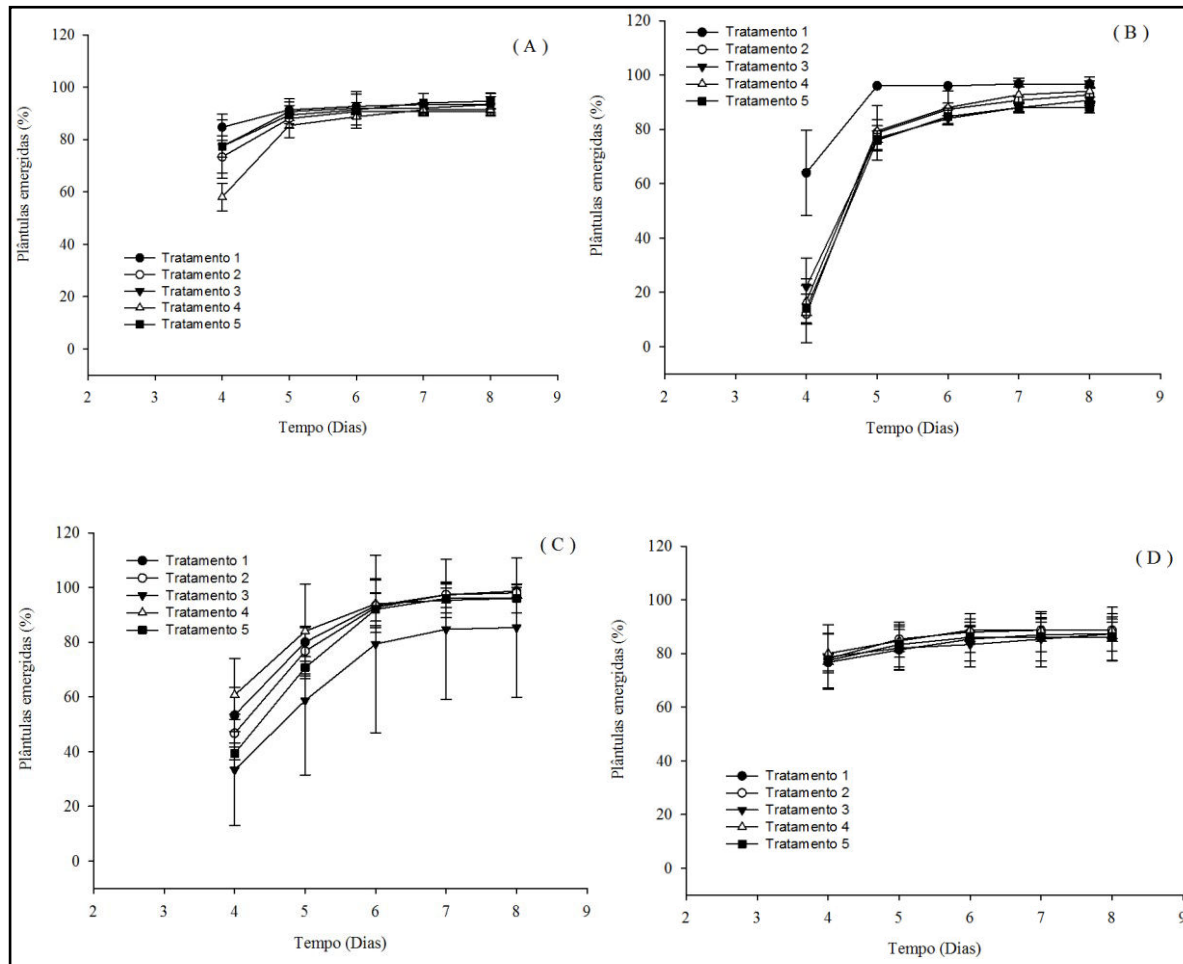 ( A )
Plântulas emergidas (%)
120
100
80
60
40
20
0
Tratamento 1
Tratamento 2
Tratamento 3
Tratamento 4
Tratamento 5
2 3 4 5 6 7 8 9
Tempo (Dias)
( B )
Plântulas emergidas (%)
120
100
80
60
40
20
0
Tratamento 1
Tratamento 2
Tratamento 3
Tratamento 4
Tratamento 5
2 3 4 5 6 7 8 9
Tempo (Dias)
( C )
Plântulas emergidas (%)
120
100
80
60
40
20
0
Tratamento 1
Tratamento 2
Tratamento 3
Tratamento 4
Tratamento 5
2 3 4 5 6 7 8 9
Tempo (Dias)
( D )
Plântulas emergidas (%)
120
100
80
60
40
20
0
Tratamento 1
Tratamento 2
Tratamento 3
Tratamento 4
Tratamento 5
2 3 4 5 6 7 8 9
Tempo (Dias)